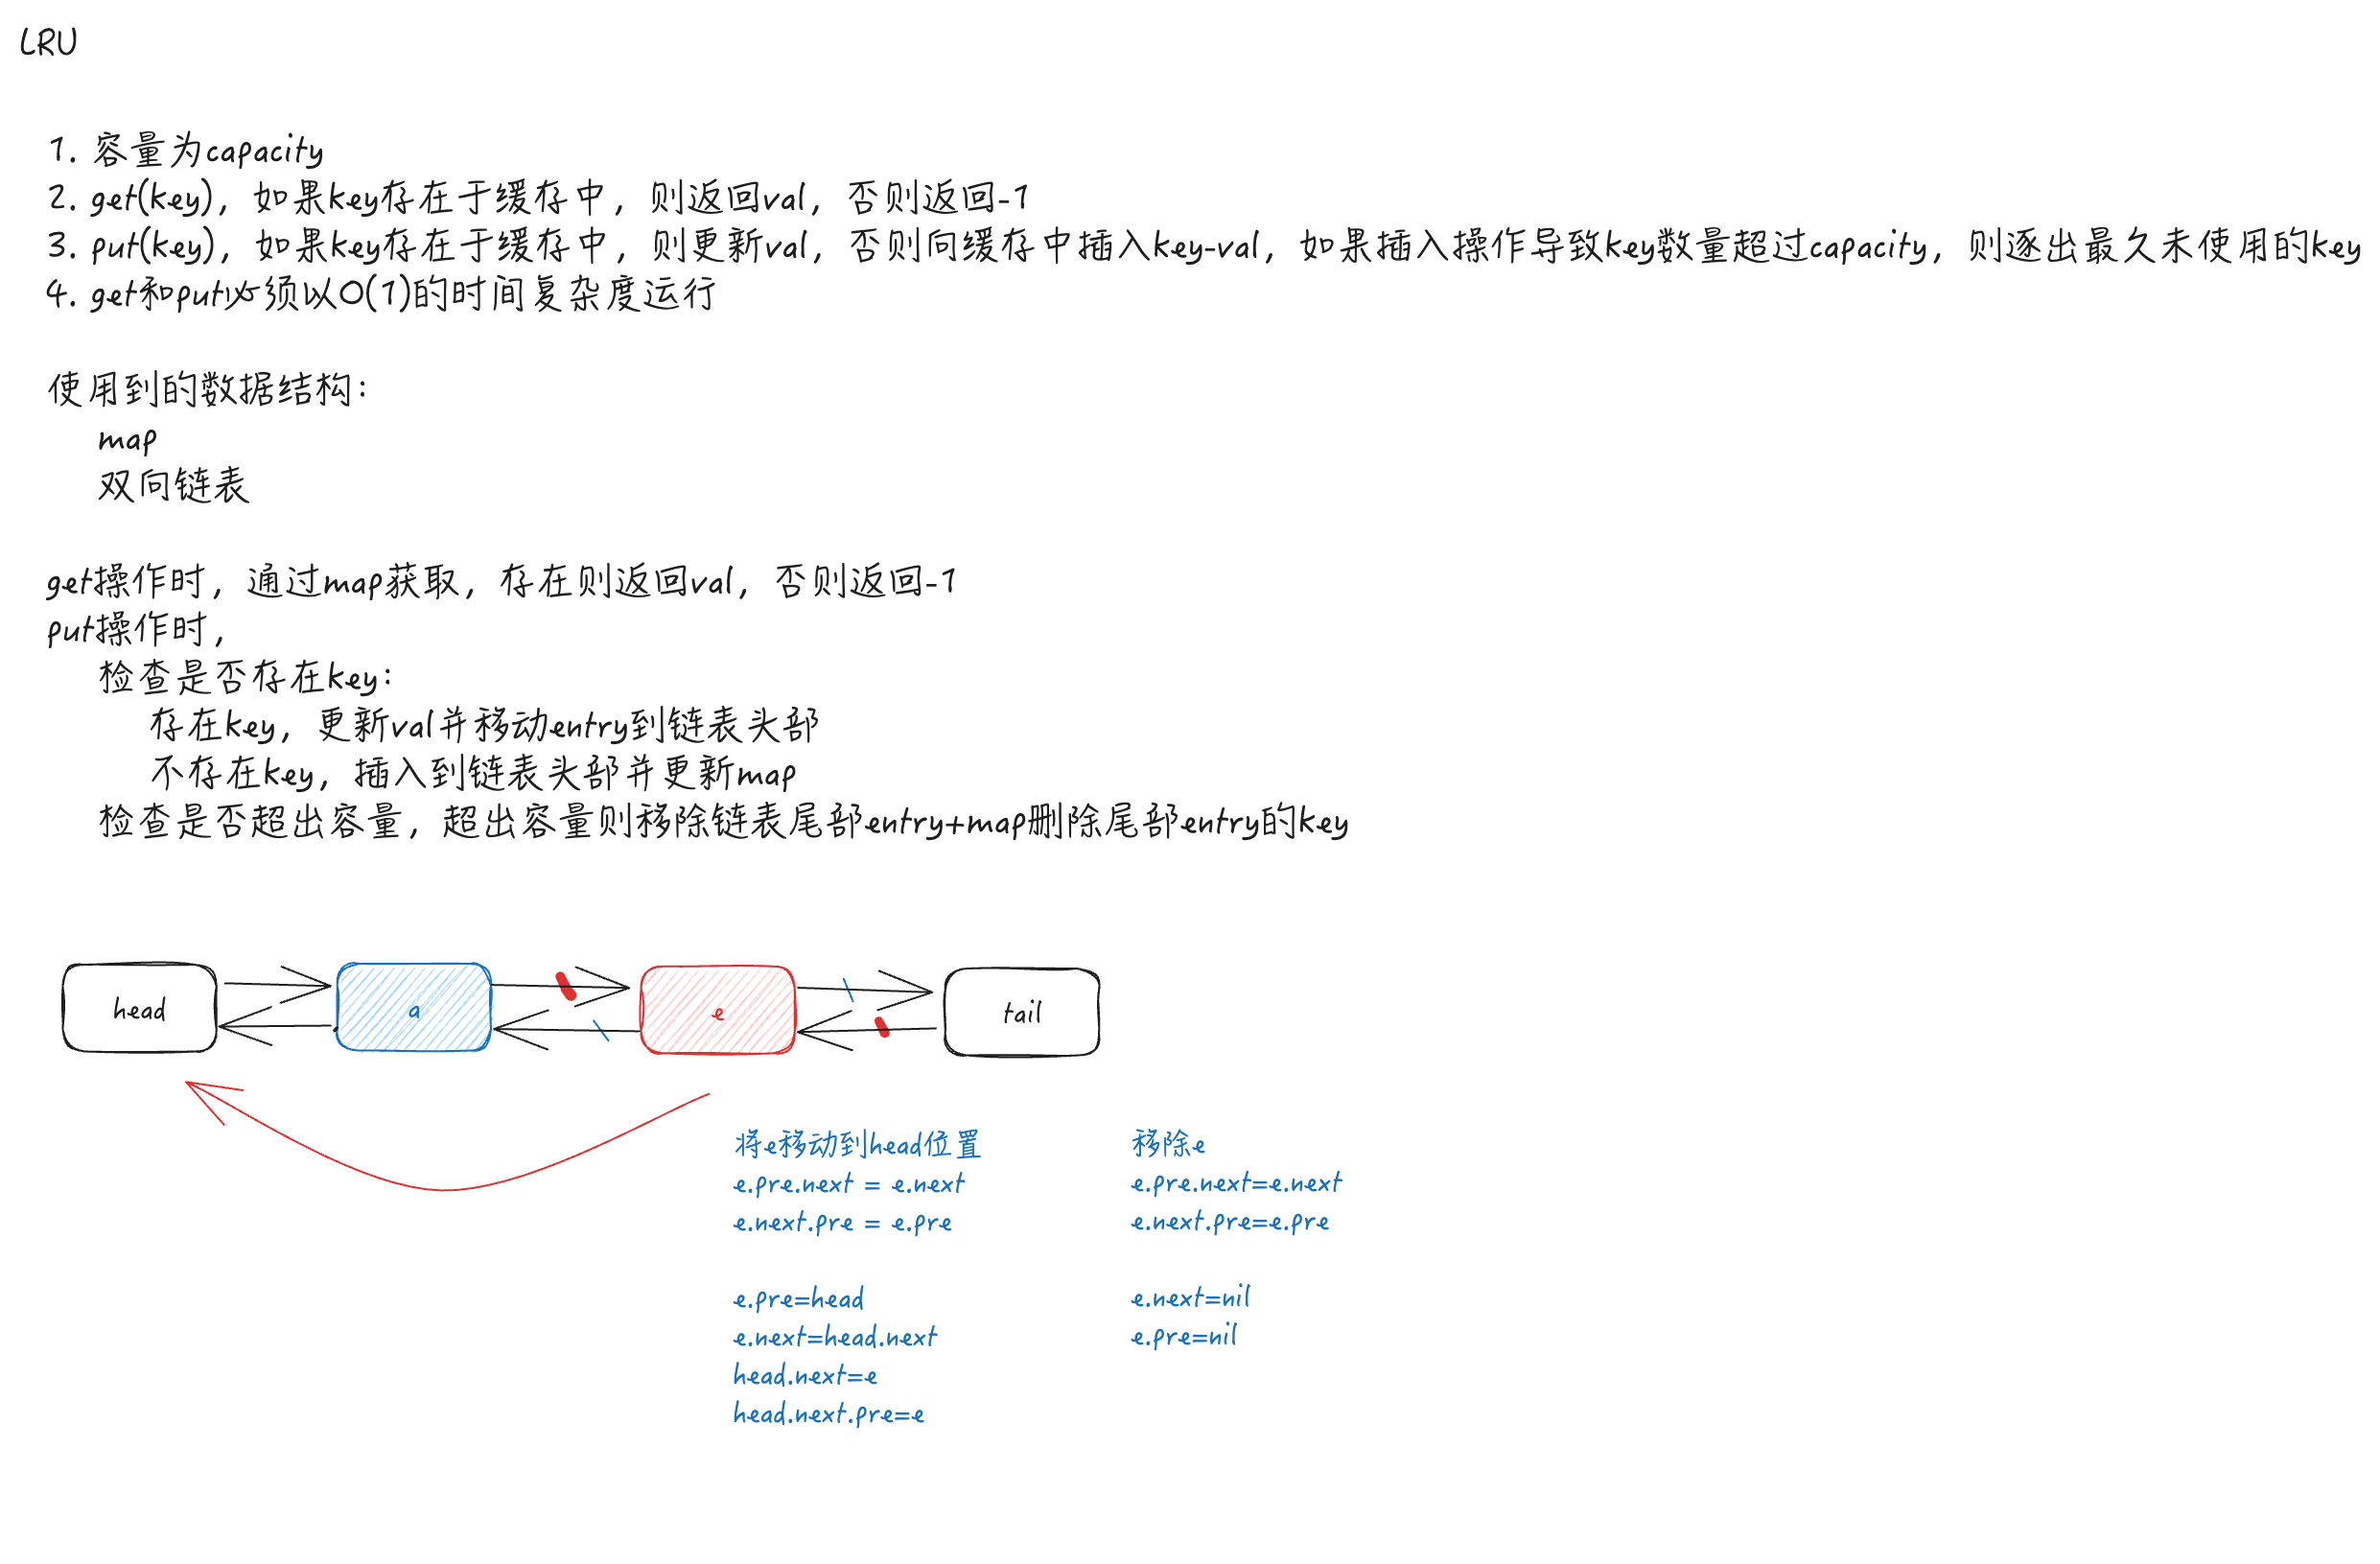 LRU
1. 容量为capacity
2. get(key)，如果key存在于缓存中，则返回val，否则返回-1
3. put(key)，如果key存在于缓存中，则更新val，否则向缓存中插入key-val，如果插入操作导致key数量超过capacity，则逐出最久未使用的key
4. get和put必须以O(1)的时间复杂度运行
使用到的数据结构：
map
双向链表
get操作时，通过map获取，存在则返回val，否则返回-1
put操作时，
检查是否存在key：
存在key，更新val并移动entry到链表头部
不存在key，插入到链表头部并更新map
检查是否超出容量，超出容量则移除链表尾部entry+map删除尾部entry的key
head
a
e
tail
将e移动到head位置
e.pre.next = e.next
e.next.pre = e.pre
e.pre=head
e.next=head.next
head.next=e
head.next.pre=e
移除e
e.pre.next=e.next
e.next.pre=e.pre
e.next=nil
e.pre=nil